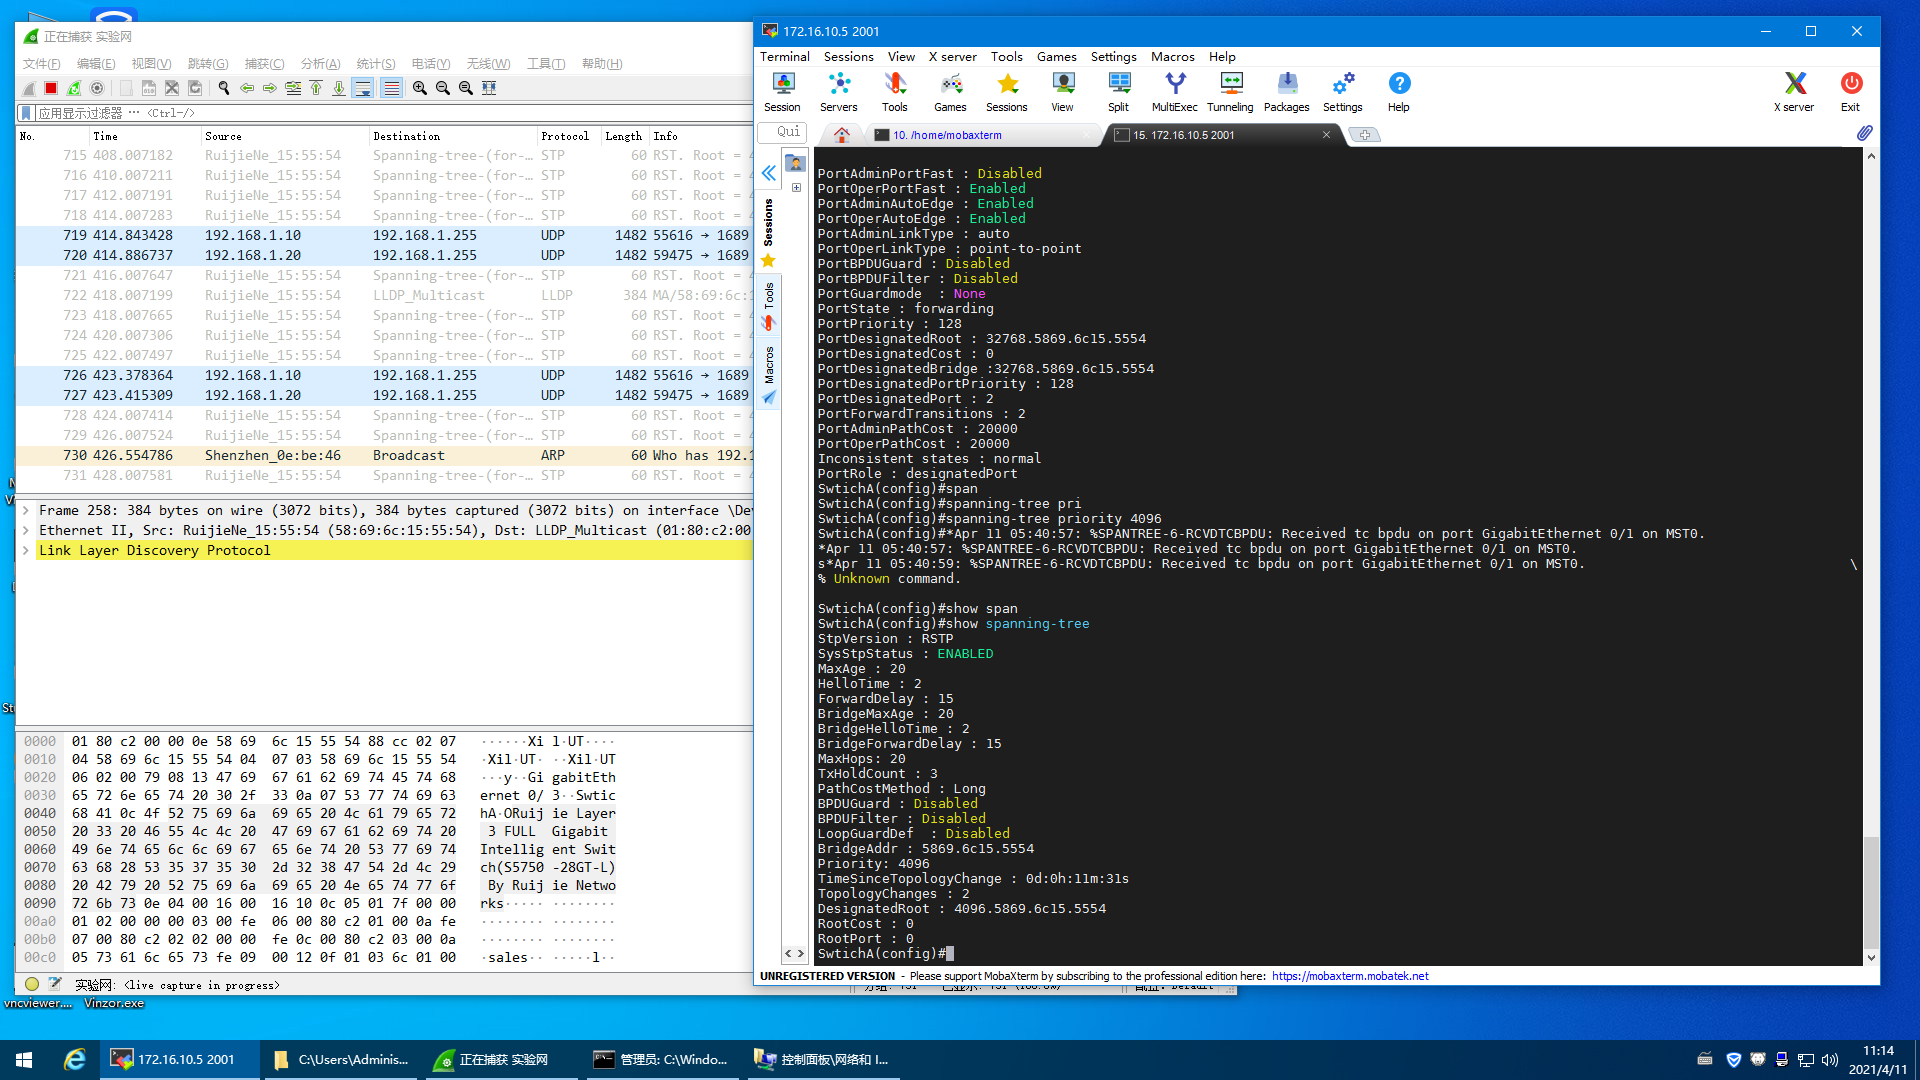 正在捕获 实验网
文件(F) 编辑(E) 视图(V) 跳转(G) 捕获(C) 分析(A) 统计(S) 电话(Y) 无线(W) 工具(T) 帮助(H)
应用显示过滤器 … <Ctrl-/>
No. Time Source Destination Protocol Length Info
715 408.007182 RuijieNe_15:55:54 Spanning-tree-(for-… STP 60 RST. Root = 4
716 410.007211 RuijieNe_15:55:54 Spanning-tree-(for-… STP 60 RST. Root = 4
717 412.007191 RuijieNe_15:55:54 Spanning-tree-(for-… STP 60 RST. Root = 4
718 414.007283 RuijieNe_15:55:54 Spanning-tree-(for-… STP 60 RST. Root = 4
719 414.843428 192.168.1.10 192.168.1.255 UDP 1482 55616 → 1689
720 414.886737 192.168.1.20 192.168.1.255 UDP 1482 59475 → 1689
721 416.007647 RuijieNe_15:55:54 Spanning-tree-(for-… STP 60 RST. Root = 4
722 418.007199 RuijieNe_15:55:54 LLDP_Multicast LLDP 384 MA/58:69:6c:1
723 418.007665 RuijieNe_15:55:54 Spanning-tree-(for-… STP 60 RST. Root = 4
724 420.007306 RuijieNe_15:55:54 Spanning-tree-(for-… STP 60 RST. Root = 4
725 422.007497 RuijieNe_15:55:54 Spanning-tree-(for-… STP 60 RST. Root = 4
726 423.378364 192.168.1.10 192.168.1.255 UDP 1482 55616 → 1689
727 423.415309 192.168.1.20 192.168.1.255 UDP 1482 59475 → 1689
728 424.007414 RuijieNe_15:55:54 Spanning-tree-(for-… STP 60 RST. Root = 4
729 426.007524 RuijieNe_15:55:54 Spanning-tree-(for-… STP 60 RST. Root = 4
730 426.554786 Shenzhen_0e:be:46 Broadcast ARP 60 Who has 192.1
731 428.007581 RuijieNe_15:55:54 Spanning-tree-(for-… STP 60 RST. Root = 4
Frame 258: 384 bytes on wire (3072 bits), 384 bytes captured (3072 bits) on interface \Dev
Ethernet II, Src: RuijieNe_15:55:54 (58:69:6c:15:55:54), Dst: LLDP_Multicast (01:80:c2:00
Link Layer Discovery Protocol
0000 01 80 c2 00 00 0e 58 69 6c 15 55 54 88 cc 02 07 ······Xi l·UT····
0010 04 58 69 6c 15 55 54 04 07 03 58 69 6c 15 55 54 ·Xil·UT· ··Xil·UT
0020 06 02 00 79 08 13 47 69 67 61 62 69 74 45 74 68 ···y··Gi gabitEth
0030 65 72 6e 65 74 20 30 2f 33 0a 07 53 77 74 69 63 ernet 0/ 3··Swtic
0040 68 41 0c 4f 52 75 69 6a 69 65 20 4c 61 79 65 72 hA·ORuij ie Layer
0050 20 33 20 46 55 4c 4c 20 47 69 67 61 62 69 74 20 3 FULL Gigabit
0060 49 6e 74 65 6c 6c 69 67 65 6e 74 20 53 77 69 74 Intellig ent Swit
0070 63 68 28 53 35 37 35 30 2d 32 38 47 54 2d 4c 29 ch(S5750 -28GT-L)
0080 20 42 79 20 52 75 69 6a 69 65 20 4e 65 74 77 6f By Ruij ie Netwo
0090 72 6b 73 0e 04 00 16 00 16 10 0c 05 01 7f 00 00 rks····· ········
00a0 01 02 00 00 00 03 00 fe 06 00 80 c2 01 00 0a fe ········ ········
00b0 07 00 80 c2 02 02 00 00 fe 0c 00 80 c2 03 00 0a ········ ········
00c0 05 73 61 6c 65 73 fe 09 00 12 0f 01 03 6c 01 00 ·sales·· ·····l··
实验网: <live capture in progress>
vncviewer.... Vinzor.exe
172.16.10.5 2001
Terminal Sessions View X server Tools Games Settings Macros Help
Session Servers Tools Games Sessions View Split MultiExec Tunneling Packages Settings Help X server Exit
Qui
10. /home/mobaxterm
15. 172.16.10.5 2001
Sessions
Tools
Macros
PortAdminPortFast : Disabled
PortOperPortFast : Enabled
PortAdminAutoEdge : Enabled
PortOperAutoEdge : Enabled
PortAdminLinkType : auto
PortOperLinkType : point-to-point
PortBPDUGuard : Disabled
PortBPDUFilter : Disabled
PortGuardmode  : None
PortState : forwarding
PortPriority : 128
PortDesignatedRoot : 32768.5869.6c15.5554
PortDesignatedCost : 0
PortDesignatedBridge :32768.5869.6c15.5554
PortDesignatedPortPriority : 128
PortDesignatedPort : 2
PortForwardTransitions : 2
PortAdminPathCost : 20000
PortOperPathCost : 20000
Inconsistent states : normal
PortRole : designatedPort
SwtichA(config)#span
SwtichA(config)#spanning-tree pri
SwtichA(config)#spanning-tree priority 4096
SwtichA(config)#*Apr 11 05:40:57: %SPANTREE-6-RCVDTCBPDU: Received tc bpdu on port GigabitEthernet 0/1 on MST0.
*Apr 11 05:40:57: %SPANTREE-6-RCVDTCBPDU: Received tc bpdu on port GigabitEthernet 0/1 on MST0.
s*Apr 11 05:40:59: %SPANTREE-6-RCVDTCBPDU: Received tc bpdu on port GigabitEthernet 0/1 on MST0. \
% Unknown command.
SwtichA(config)#show span
SwtichA(config)#show spanning-tree
StpVersion : RSTP
SysStpStatus : ENABLED
MaxAge : 20
HelloTime : 2
ForwardDelay : 15
BridgeMaxAge : 20
BridgeHelloTime : 2
BridgeForwardDelay : 15
MaxHops: 20
TxHoldCount : 3
PathCostMethod : Long
BPDUGuard : Disabled
BPDUFilter : Disabled
LoopGuardDef  : Disabled
BridgeAddr : 5869.6c15.5554
Priority: 4096
TimeSinceTopologyChange : 0d:0h:11m:31s
TopologyChanges : 2
DesignatedRoot : 4096.5869.6c15.5554
RootCost : 0
RootPort : 0
SwtichA(config)#
UNREGISTERED VERSION - Please support MobaXterm by subscribing to the professional edition here: https://mobaxterm.mobatek.net
172.16.10.5 2001
C:\Users\Adminis...
正在捕获 实验网
管理员: C:\Windo...
控制面板\网络和 I...
11:14
2021/4/11